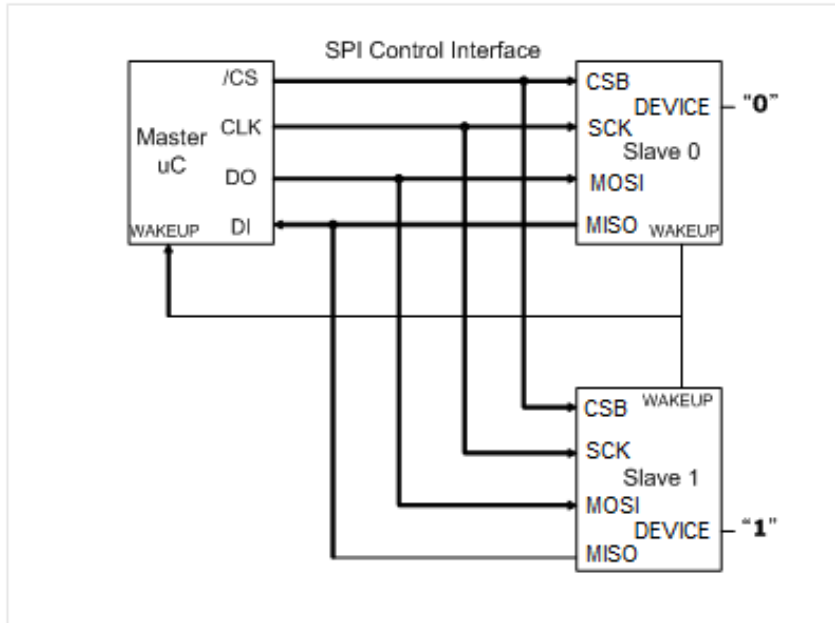 SPI Control Interface
Master
uC
/CS
CLK
DO
DI
WAKEUP
CSB
DEVICE
"0"
SCK
Slave 0
MOSI
MISO
WAKEUP
WAKEUP
CSB
SCK
Slave 1
MOSI
DEVICE
"1"
MISO